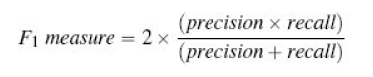 F₁ measure = 2 × (precision × recall) / (precision + recall)